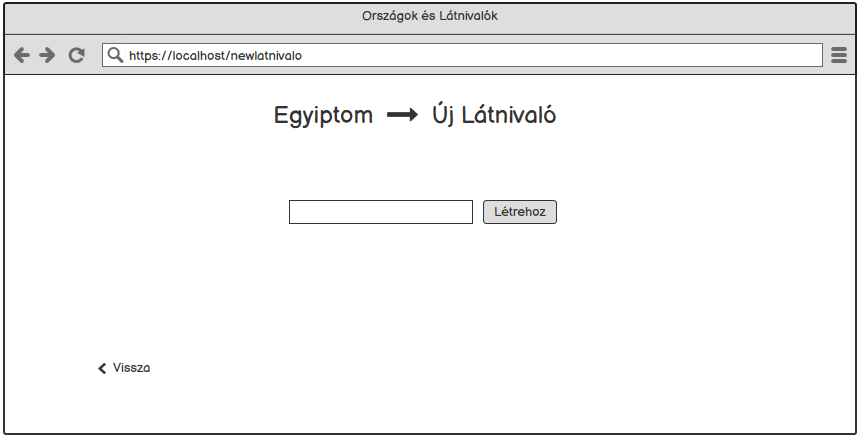 Országok és Látnivalók
https://localhost/newlatnivalo
Egyiptom Új Látnivaló
Létrehoz
Vissza